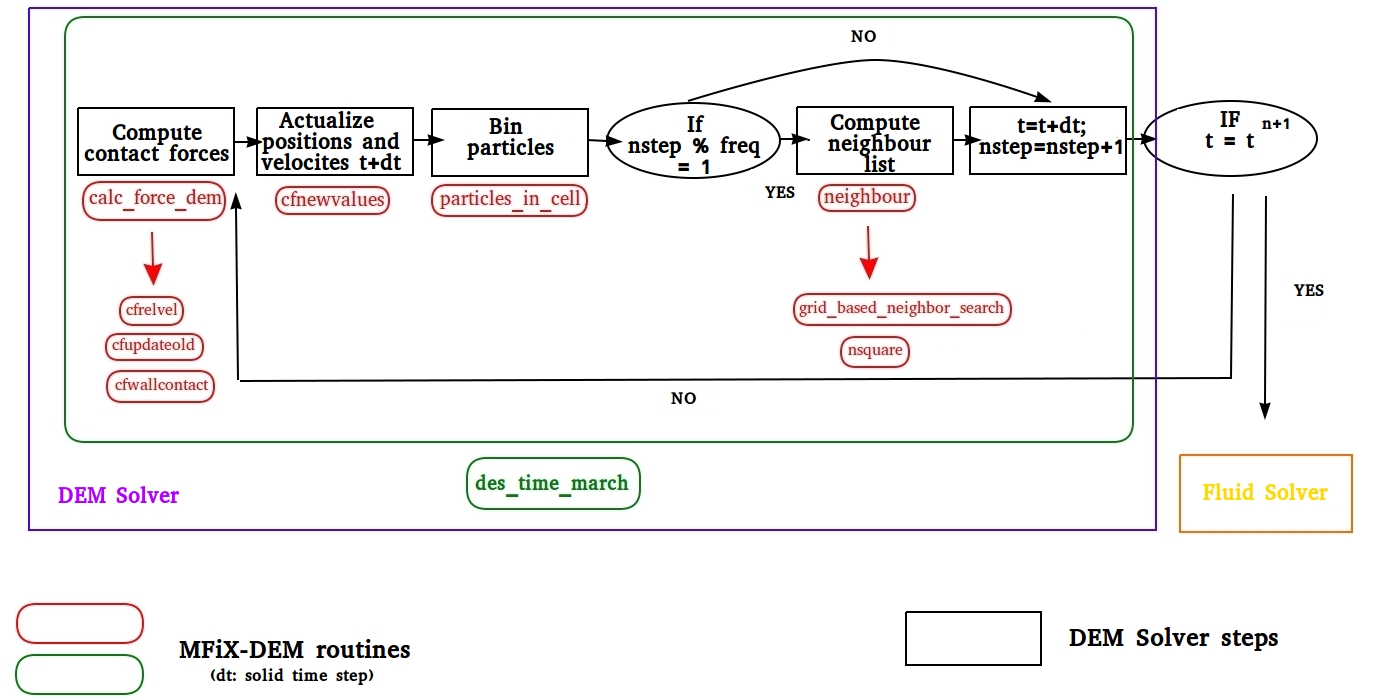 NO
Compute
contact forces
Actualize
positions and
velocites t+dt
Bin
particles
If
nstep % freq
= 1
Compute
neighbour
list
t=t+dt;
nstep=nstep+1
IF n+1
t = t
calc_force_dem
cfnewvalues
particles_in_cell
YES
neighbour
cfrelvel
cfupdateold
cfwallcontact
grid_based_neighbor_search
nsquare
YES
NO
DEM Solver
des_time_march
Fluid Solver
MFiX-DEM routines
(dt: solid time step)
DEM Solver steps